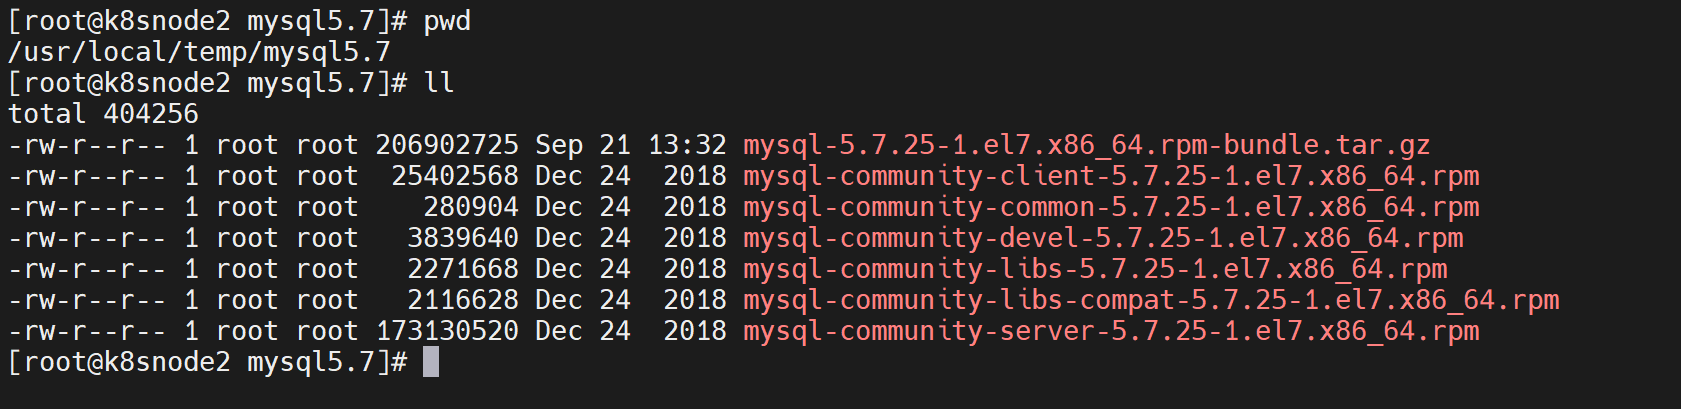 [root@k8snode2 mysql5.7]# pwd
/usr/local/temp/mysql5.7
[root@k8snode2 mysql5.7]# ll
total 404256
-rw-r--r-- 1 root root 206902725 Sep 21 13:32 mysql-5.7.25-1.el7.x86_64.rpm-bundle.tar.gz
-rw-r--r-- 1 root root  25402568 Dec 24  2018 mysql-community-client-5.7.25-1.el7.x86_64.rpm
-rw-r--r-- 1 root root    280904 Dec 24  2018 mysql-community-common-5.7.25-1.el7.x86_64.rpm
-rw-r--r-- 1 root root   3839640 Dec 24  2018 mysql-community-devel-5.7.25-1.el7.x86_64.rpm
-rw-r--r-- 1 root root   2271668 Dec 24  2018 mysql-community-libs-5.7.25-1.el7.x86_64.rpm
-rw-r--r-- 1 root root   2116628 Dec 24  2018 mysql-community-libs-compat-5.7.25-1.el7.x86_64.rpm
-rw-r--r-- 1 root root 173130520 Dec 24  2018 mysql-community-server-5.7.25-1.el7.x86_64.rpm
[root@k8snode2 mysql5.7]#